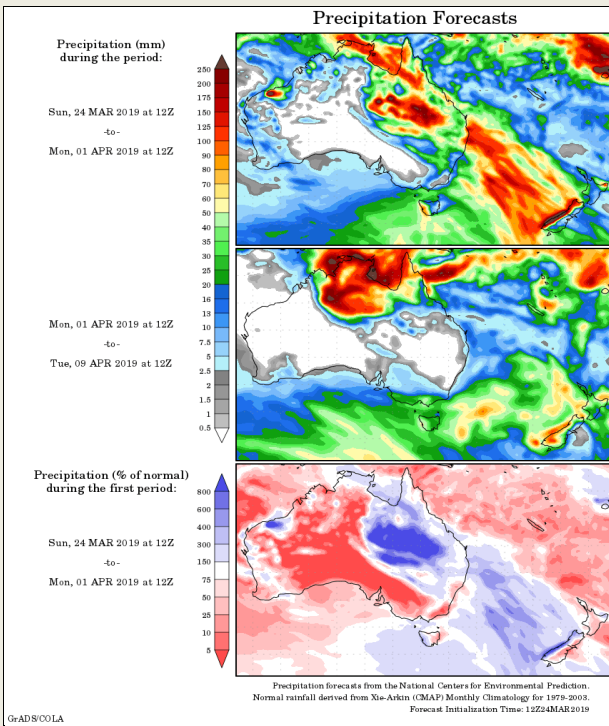 Precipitation Forecasts
Precipitation (mm)
during the period:
Sun, 24 MAR 2019 at 12Z
-to-
Mon, 01 APR 2019 at 12Z
250
200
175
150
125
100
90
80
70
60
50
40
35
30
25
20
16
13
10
7.5
5
2.5
2
1.5
1
0.5
Mon, 01 APR 2019 at 12Z
-to-
Tue, 09 APR 2019 at 12Z
Precipitation (% of normal)
during the first period:
Sun, 24 MAR 2019 at 12Z
-to-
Mon, 01 APR 2019 at 12Z
800
600
400
300
150
75
50
25
10
5
Precipitation forecasts from the National Centers for Environmental Prediction.
Normal rainfall derived from Xie-Arkin (CMAP) Monthly Climatology for 1979-2003.
Forecast Initialization Time: 12Z24MAR2019
GrADS/COLA